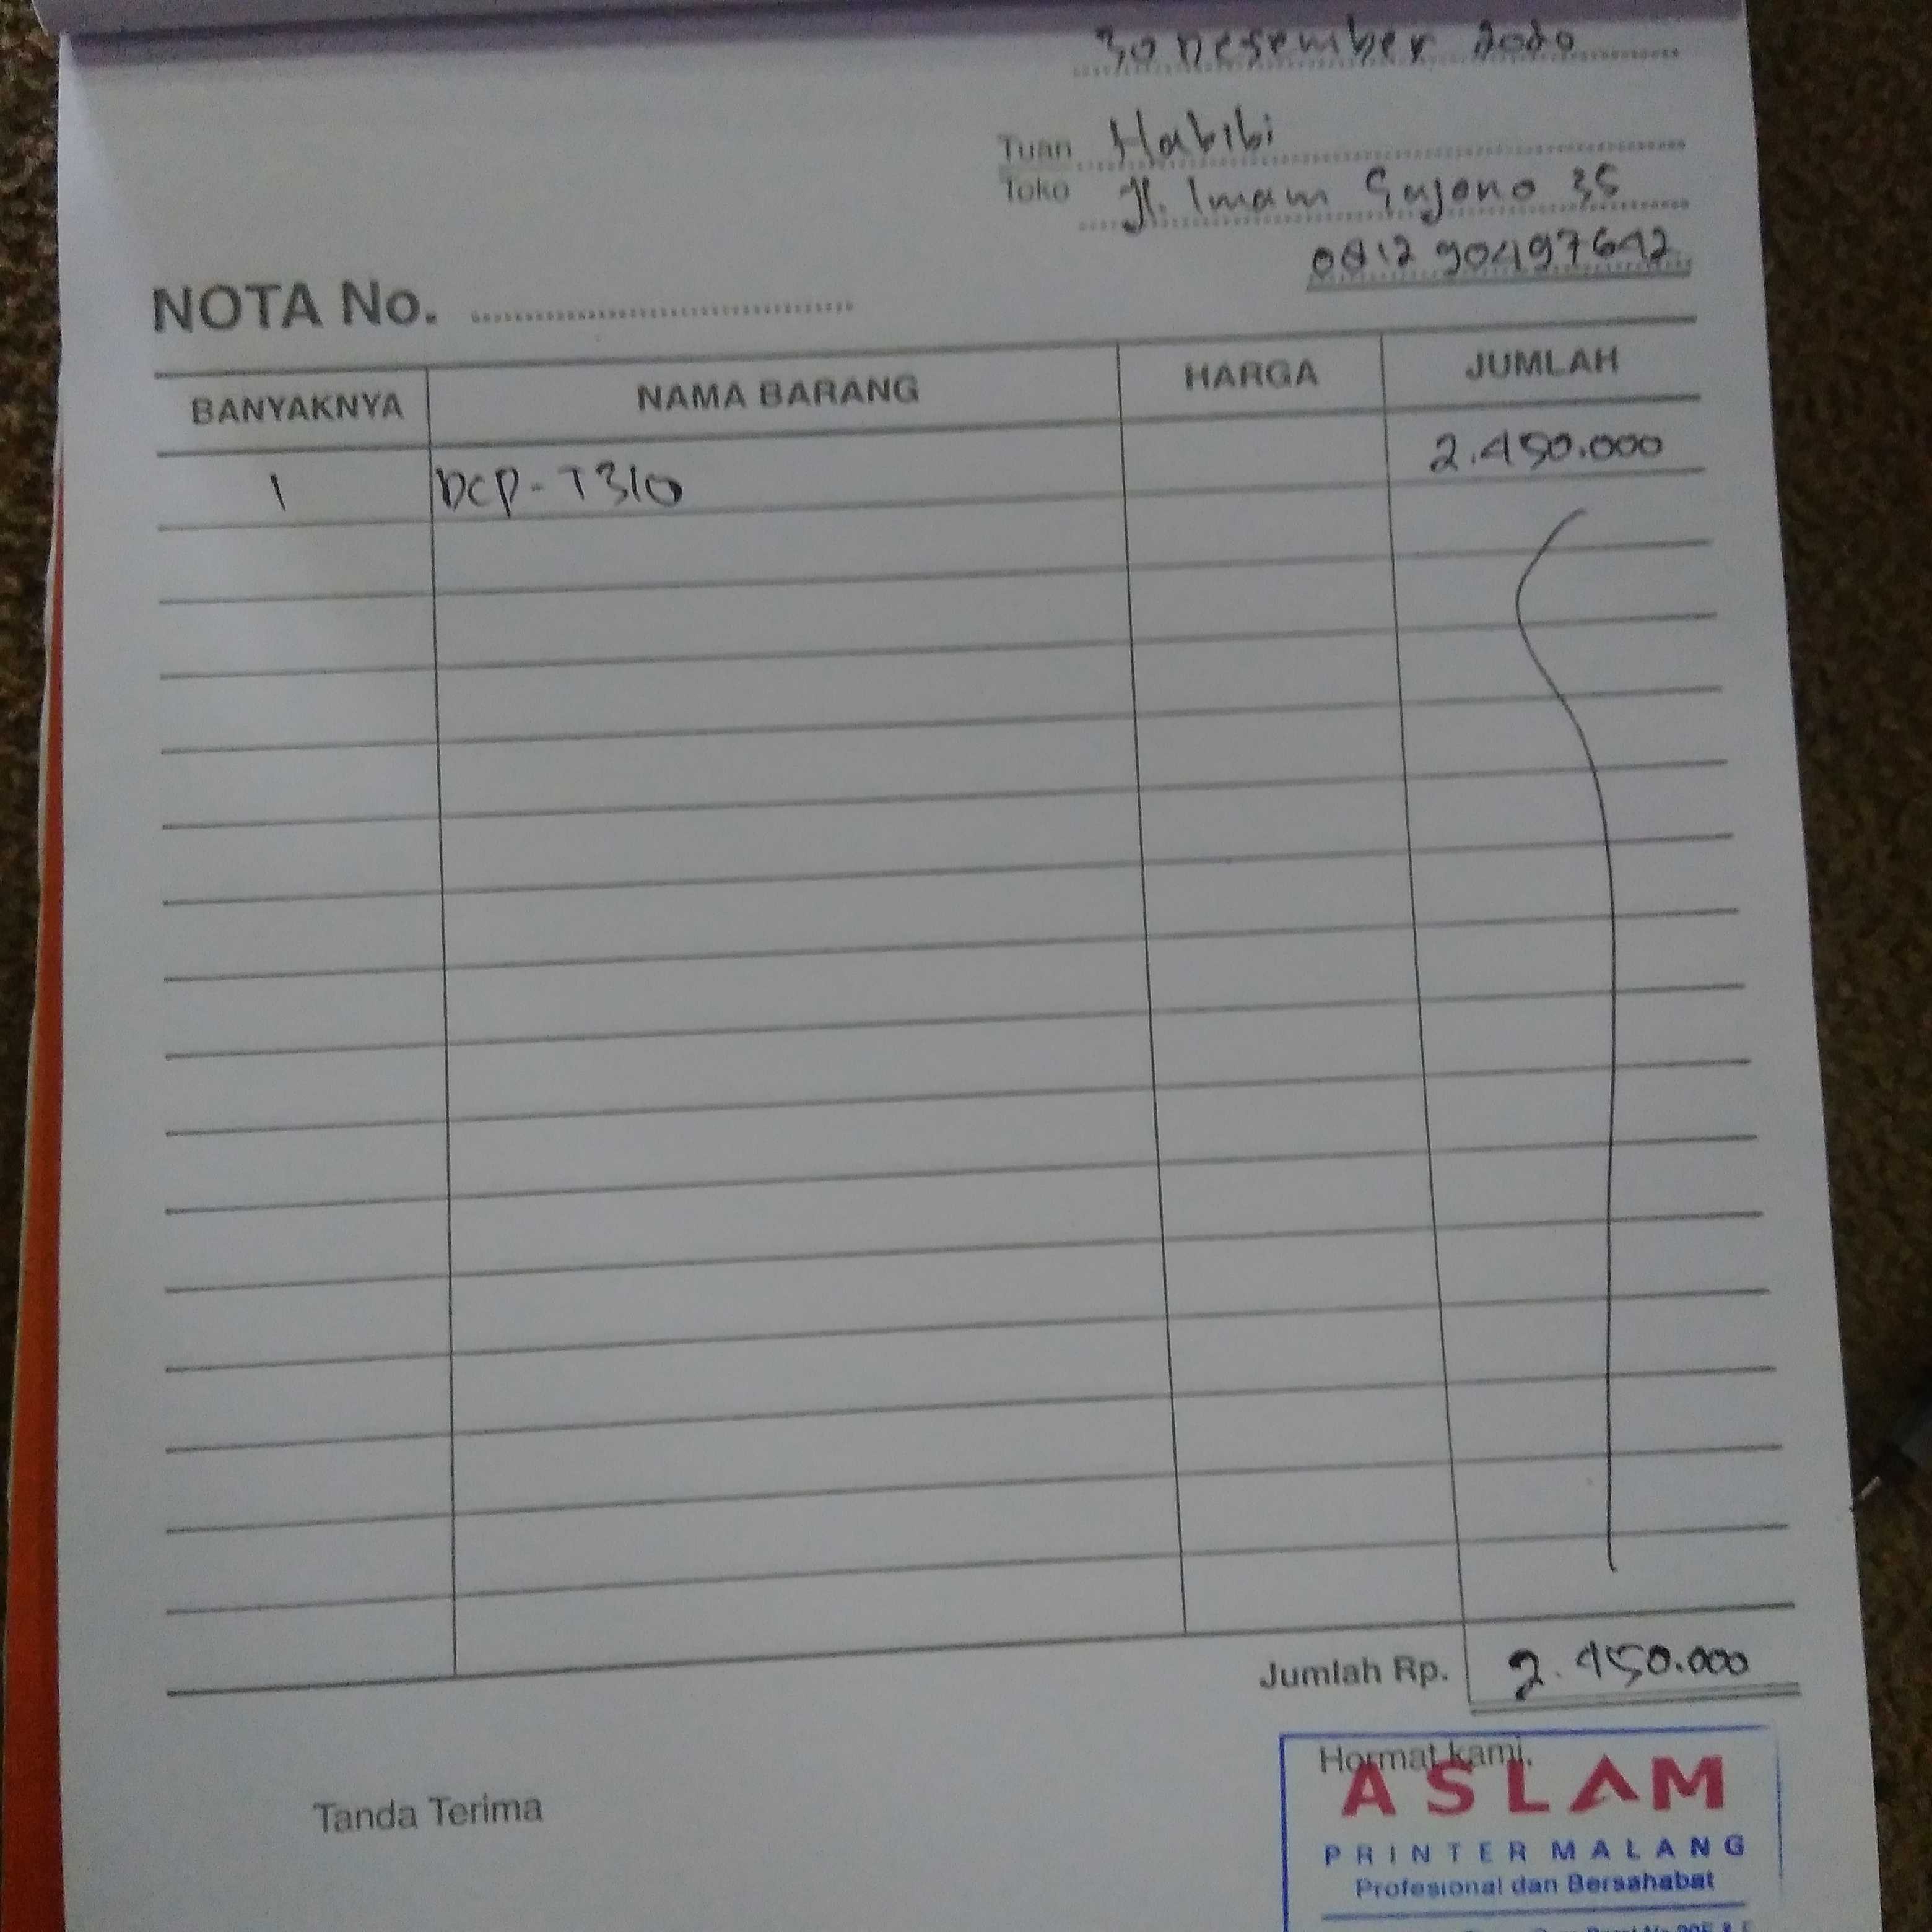 30 Desember 2020
Tuan Habibi
Toko Jl. Imam Sujono 35
081290497642
NOTA No.
BANYAKNYA NAMA BARANG HARGA JUMLAH
1 DCP-T310 2.450.000
Jumlah Rp. 2.450.000
Tanda Terima
Hormat kami,
ASLAM
PRINTER MALANG
Profesional dan Bersahabat